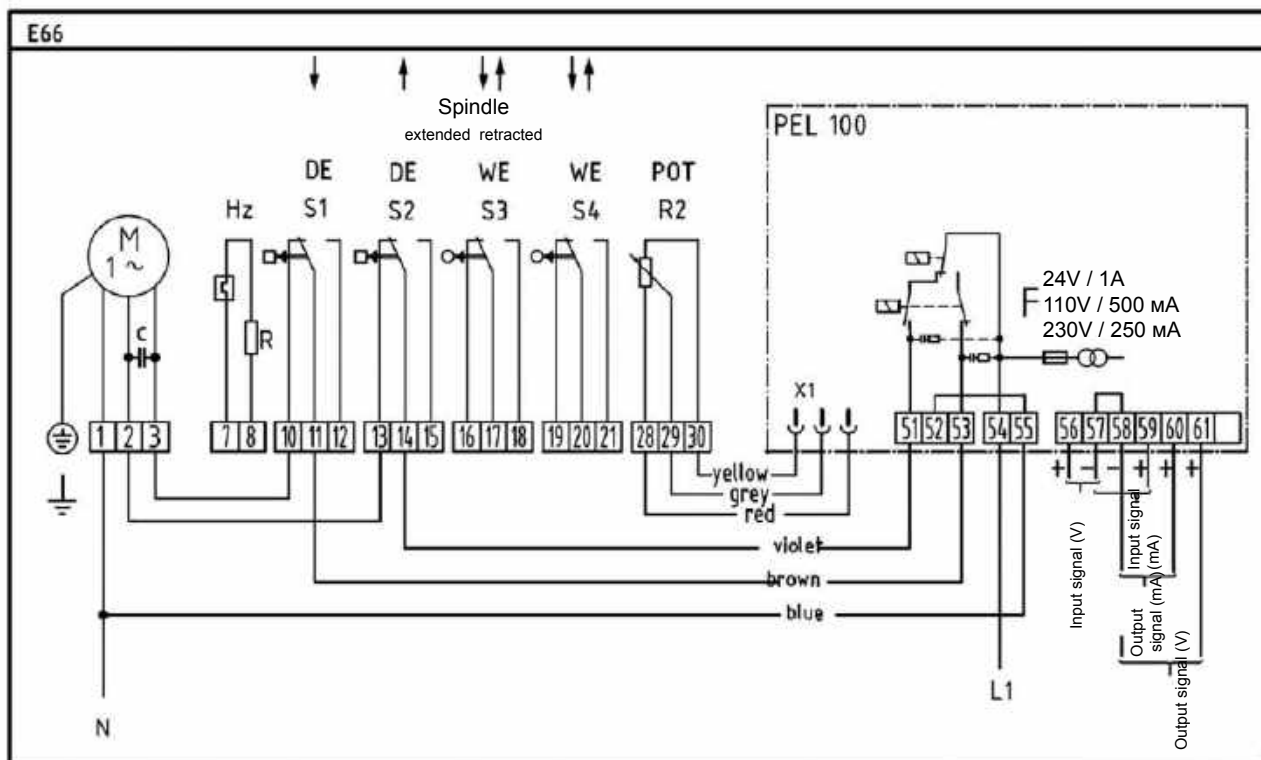 E66
Spindle
extended retracted
PEL 100
DE DE WE WE POT
Hz S1 S2 S3 S4 R2
M
1 ~
C
R
F
24V / 1A
110V / 500 мА
230V / 250 мА
X1
1 2 3 7 8 10 11 12 13 14 15 16 17 18 19 20 21 28 29 30 51 52 53 54 55 56 57 58 59 60 61
+ − − + + +
yellow
grey
red
violet
brown
blue
Input signal (V)
Input signal
(mA)
Output
signal (mA)
Output signal (V)
L1
N